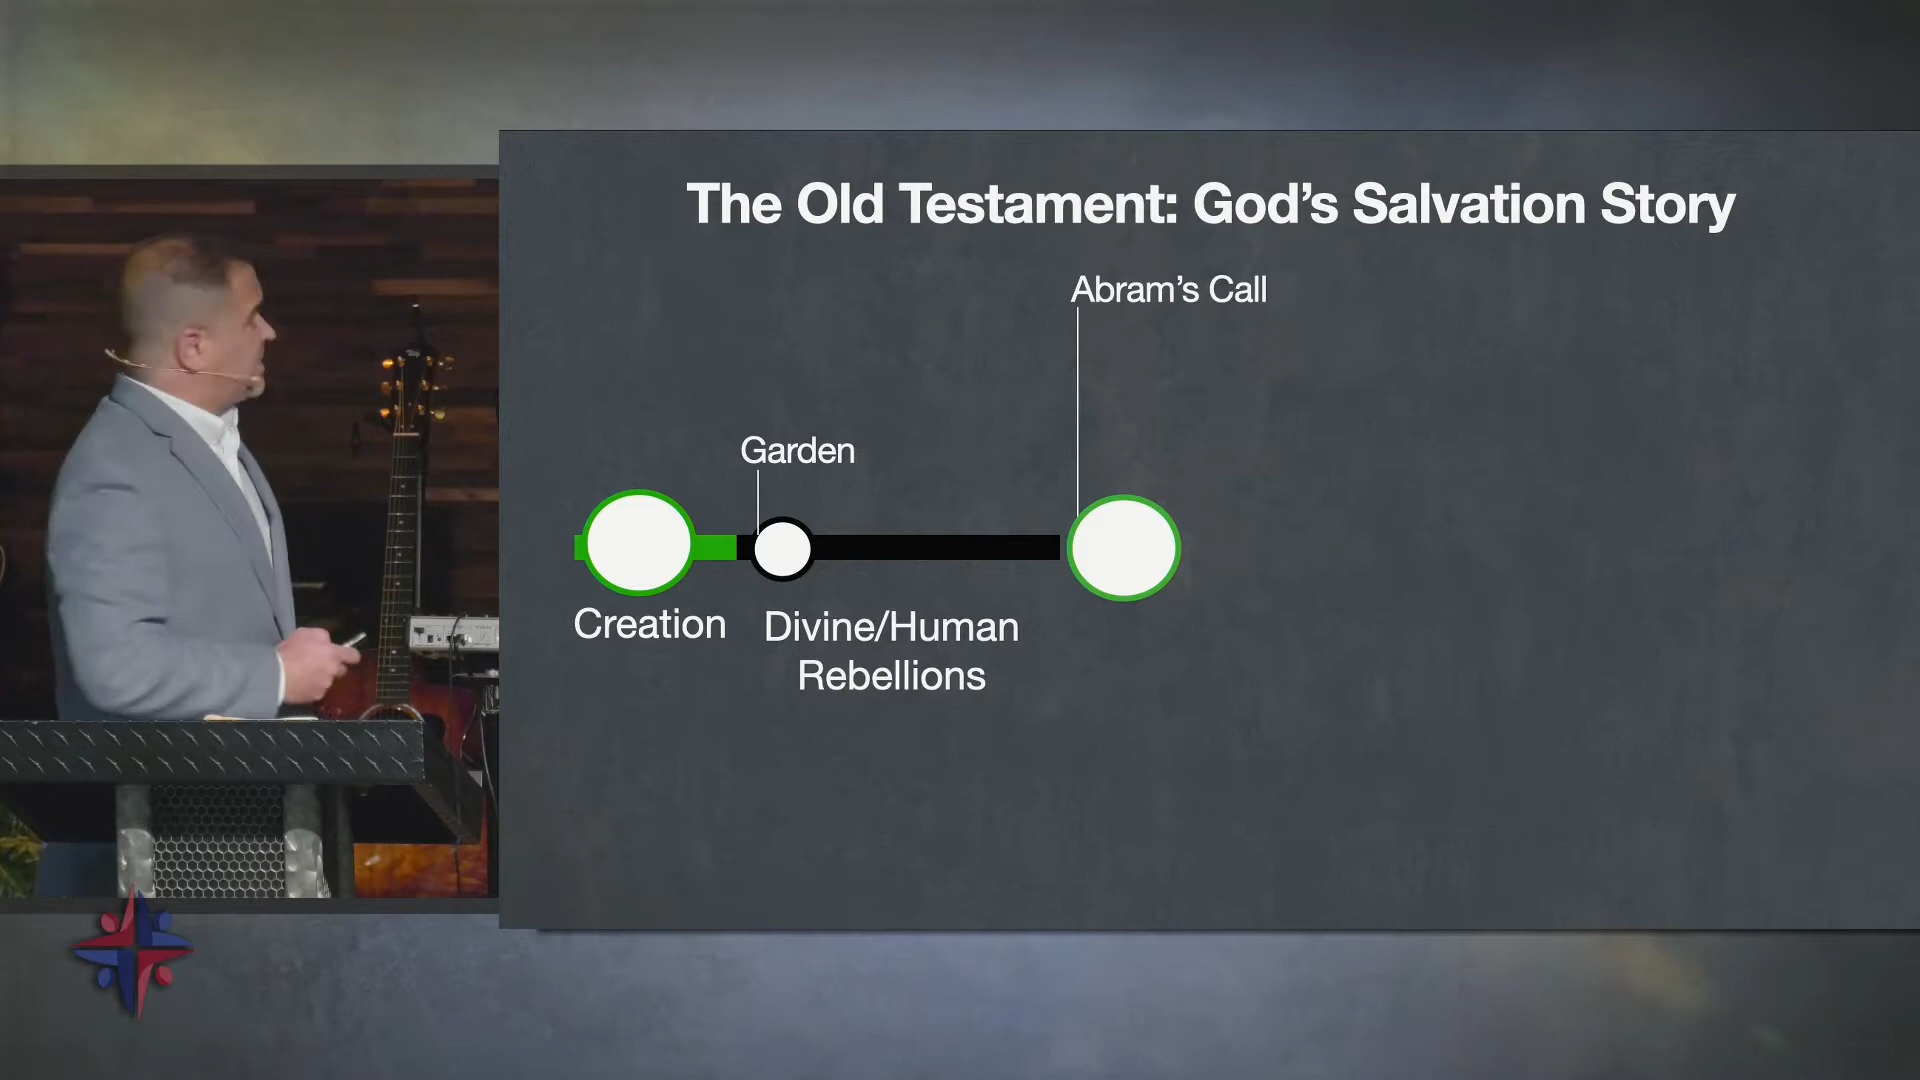 The Old Testament: God's Salvation Story
Abram's Call
Garden
Creation
Divine/Human
Rebellions